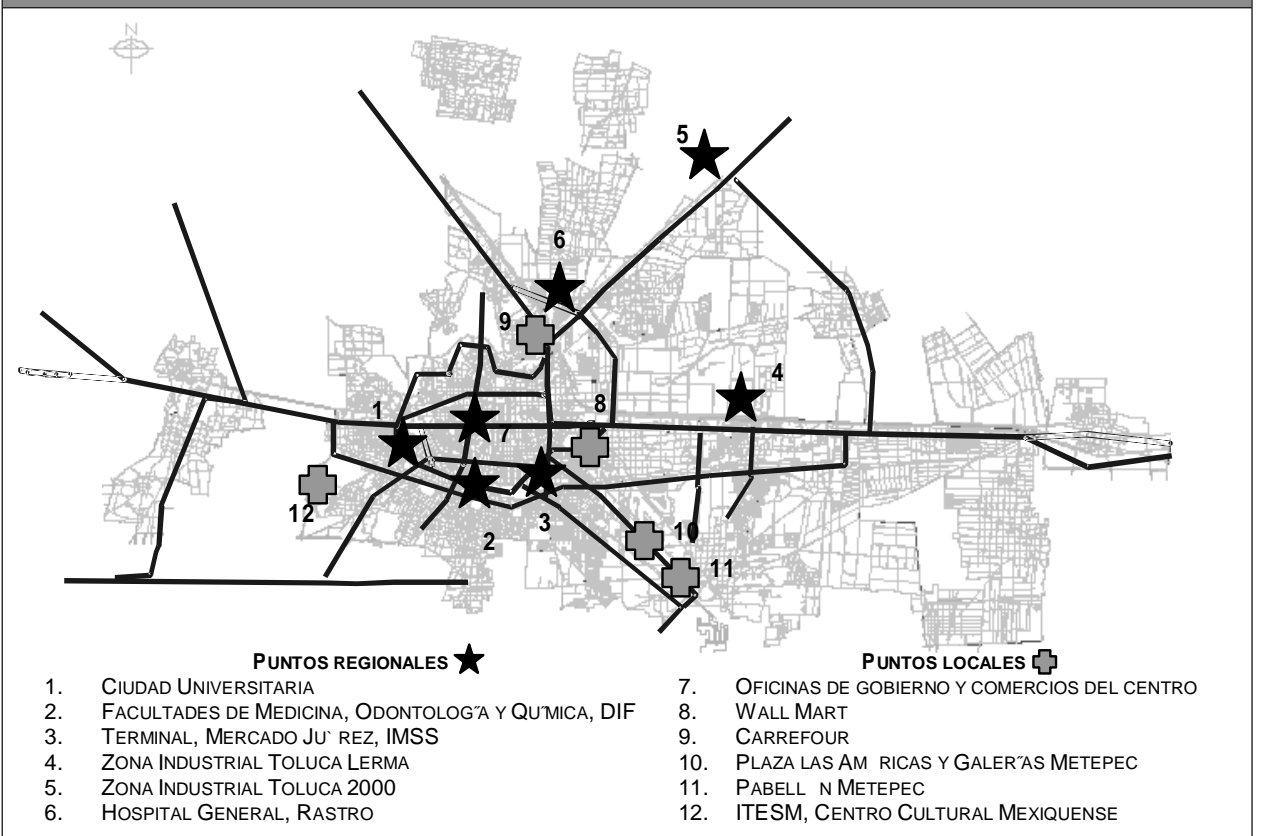 N
5
6
9
4
1
8
7
12
3
10
2
11
PUNTOS REGIONALES
1. CIUDAD UNIVERSITARIA
2. FACULTADES DE MEDICINA, ODONTOLOG˝A Y QU˝MICA, DIF
3. TERMINAL, MERCADO JU` REZ, IMSS
4. ZONA INDUSTRIAL TOLUCA LERMA
5. ZONA INDUSTRIAL TOLUCA 2000
6. HOSPITAL GENERAL, RASTRO
PUNTOS LOCALES
7. OFICINAS DE GOBIERNO Y COMERCIOS DEL CENTRO
8. WALL MART
9. CARREFOUR
10. PLAZA LAS AM RICAS Y GALER˝AS METEPEC
11. PABELL N METEPEC
12. ITESM, CENTRO CULTURAL MEXIQUENSE